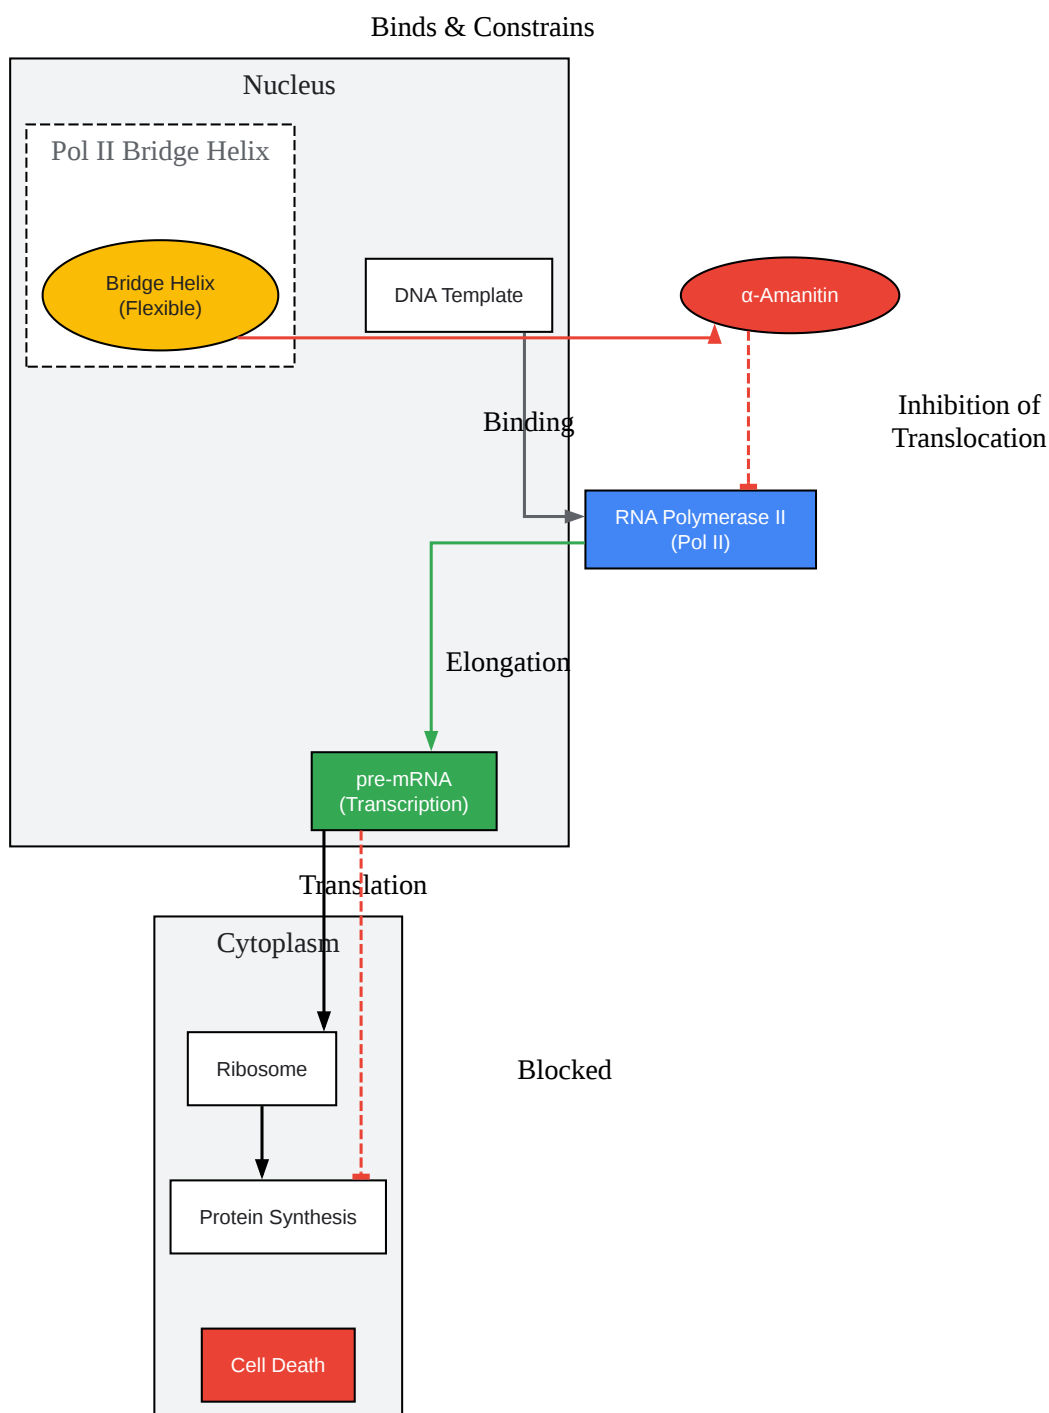 Binds & Constrains
Nucleus
Pol II Bridge Helix
Bridge Helix
(Flexible)
DNA Template
α-Amanitin
Binding
Inhibition of
Translocation
RNA Polymerase II
(Pol II)
Elongation
pre-mRNA
(Transcription)
Translation
Cytoplasm
Ribosome
Blocked
Protein Synthesis
Cell Death